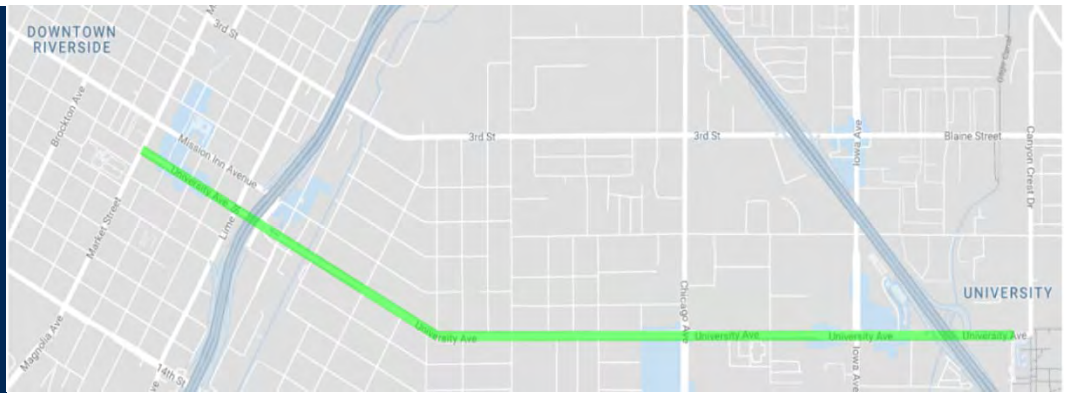 DOWNTOWN
RIVERSIDE
3rd St
Brockton Ave
Mission Inn Avenue
University Ave
Market Street
Lime
Magnolia Ave
14th St
3rd St
3rd St
Blaine Street
Iowa Ave
Gage Canal
Canyon Crest Dr
UNIVERSITY
Chicago Ave
University Ave
University Ave
University Ave
University Ave
Iowa Ave